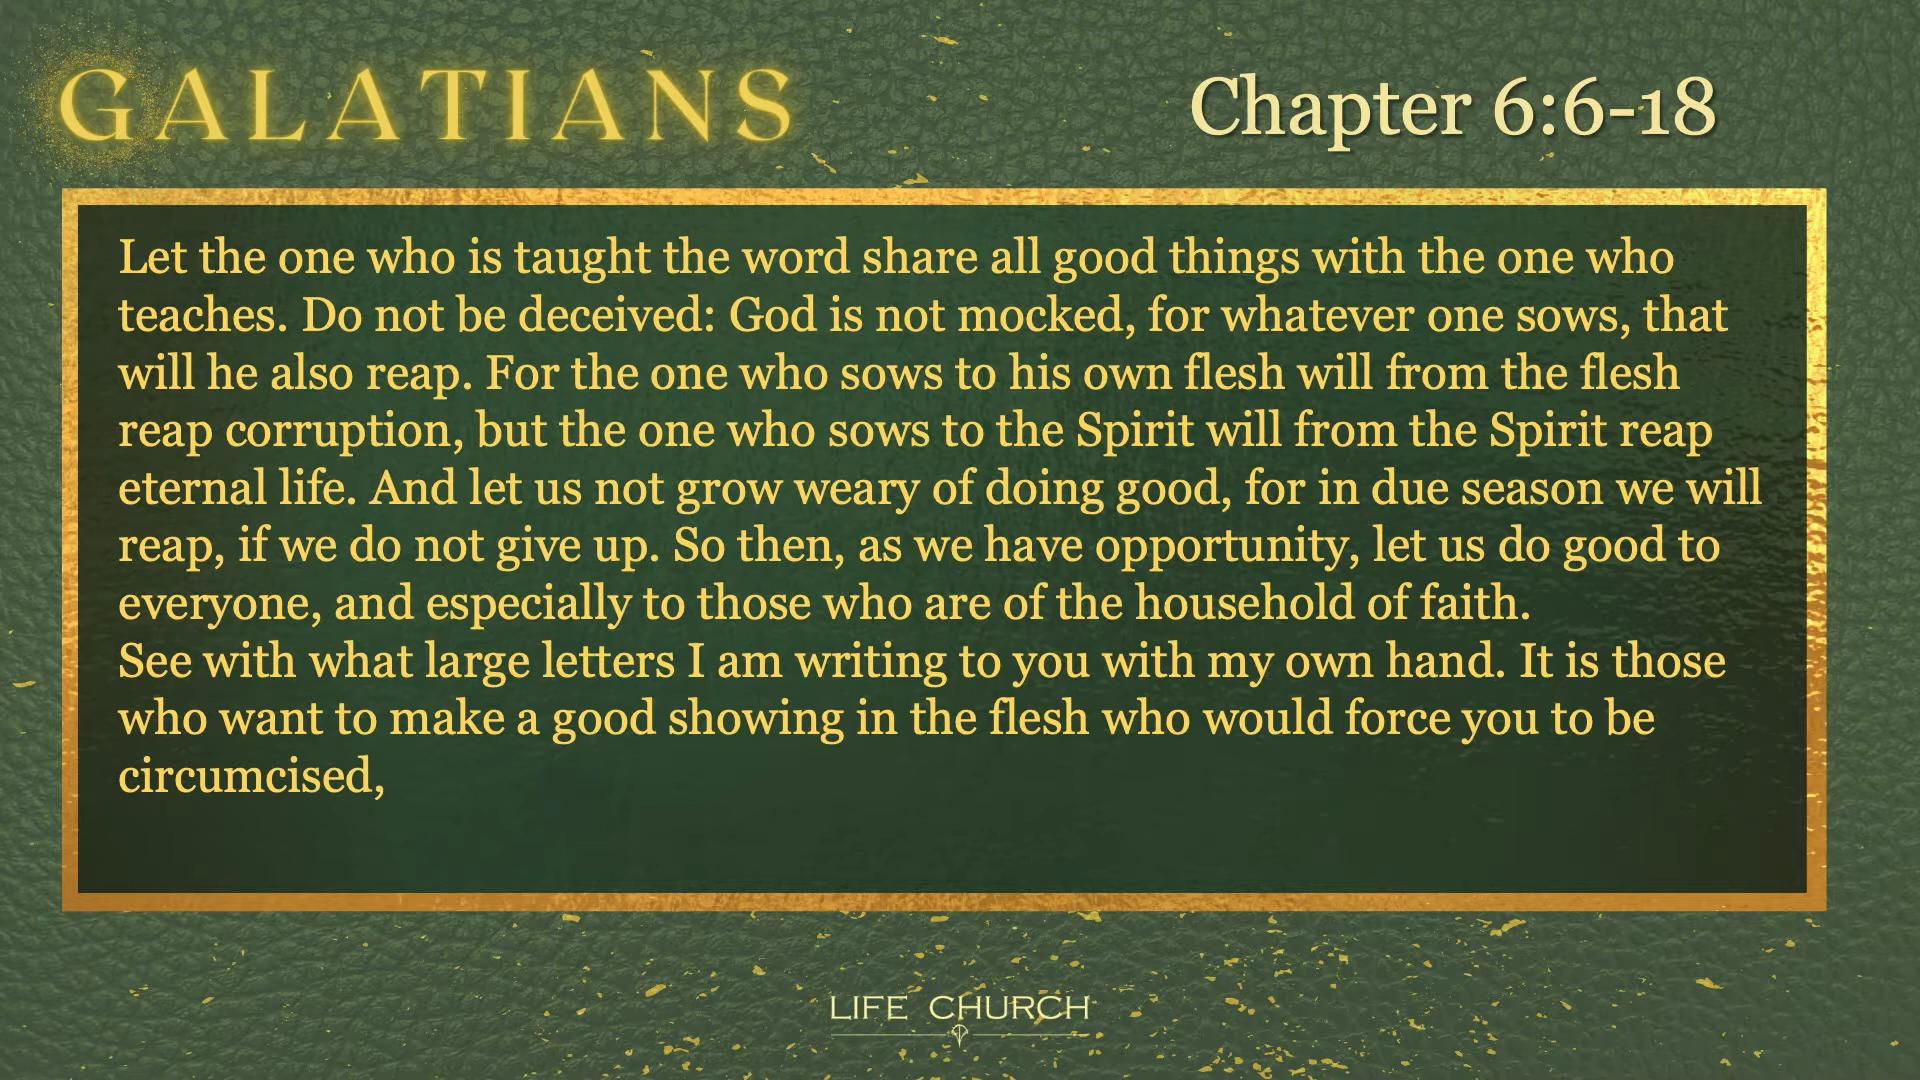 GALATIANS
Chapter 6:6-18
Let the one who is taught the word share all good things with the one who
teaches. Do not be deceived: God is not mocked, for whatever one sows, that
will he also reap. For the one who sows to his own flesh will from the flesh
reap corruption, but the one who sows to the Spirit will from the Spirit reap
eternal life. And let us not grow weary of doing good, for in due season we will
reap, if we do not give up. So then, as we have opportunity, let us do good to
everyone, and especially to those who are of the household of faith.
See with what large letters I am writing to you with my own hand. It is those
who want to make a good showing in the flesh who would force you to be
circumcised,
LIFE CHURCH